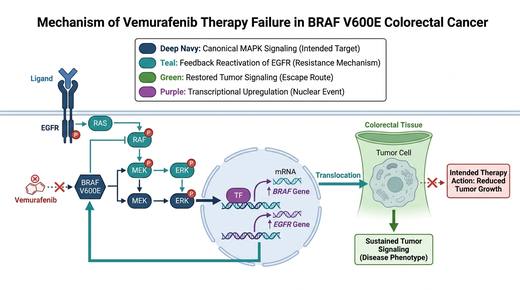 Mechanism of Vemurafenib Therapy Failure in BRAF V600E Colorectal Cancer
Deep Navy: Canonical MAPK Signaling (Intended Target)
Teal: Feedback Reactivation of EGFR (Resistance Mechanism)
Green: Restored Tumor Signaling (Escape Route)
Purple: Transcriptional Upregulation (Nuclear Event)
Ligand
EGFR
P
RAS
RAF
P
Vemurafenib
BRAF
V600E
MEK
P
ERK
P
MEK
ERK
P
mRNA
TF
BRAF Gene
EGFR Gene
Translocation
Colorectal Tissue
Tumor Cell
Intended Therapy
Action: Reduced
Tumor Growth
Sustained Tumor
Signaling
(Disease Phenotype)